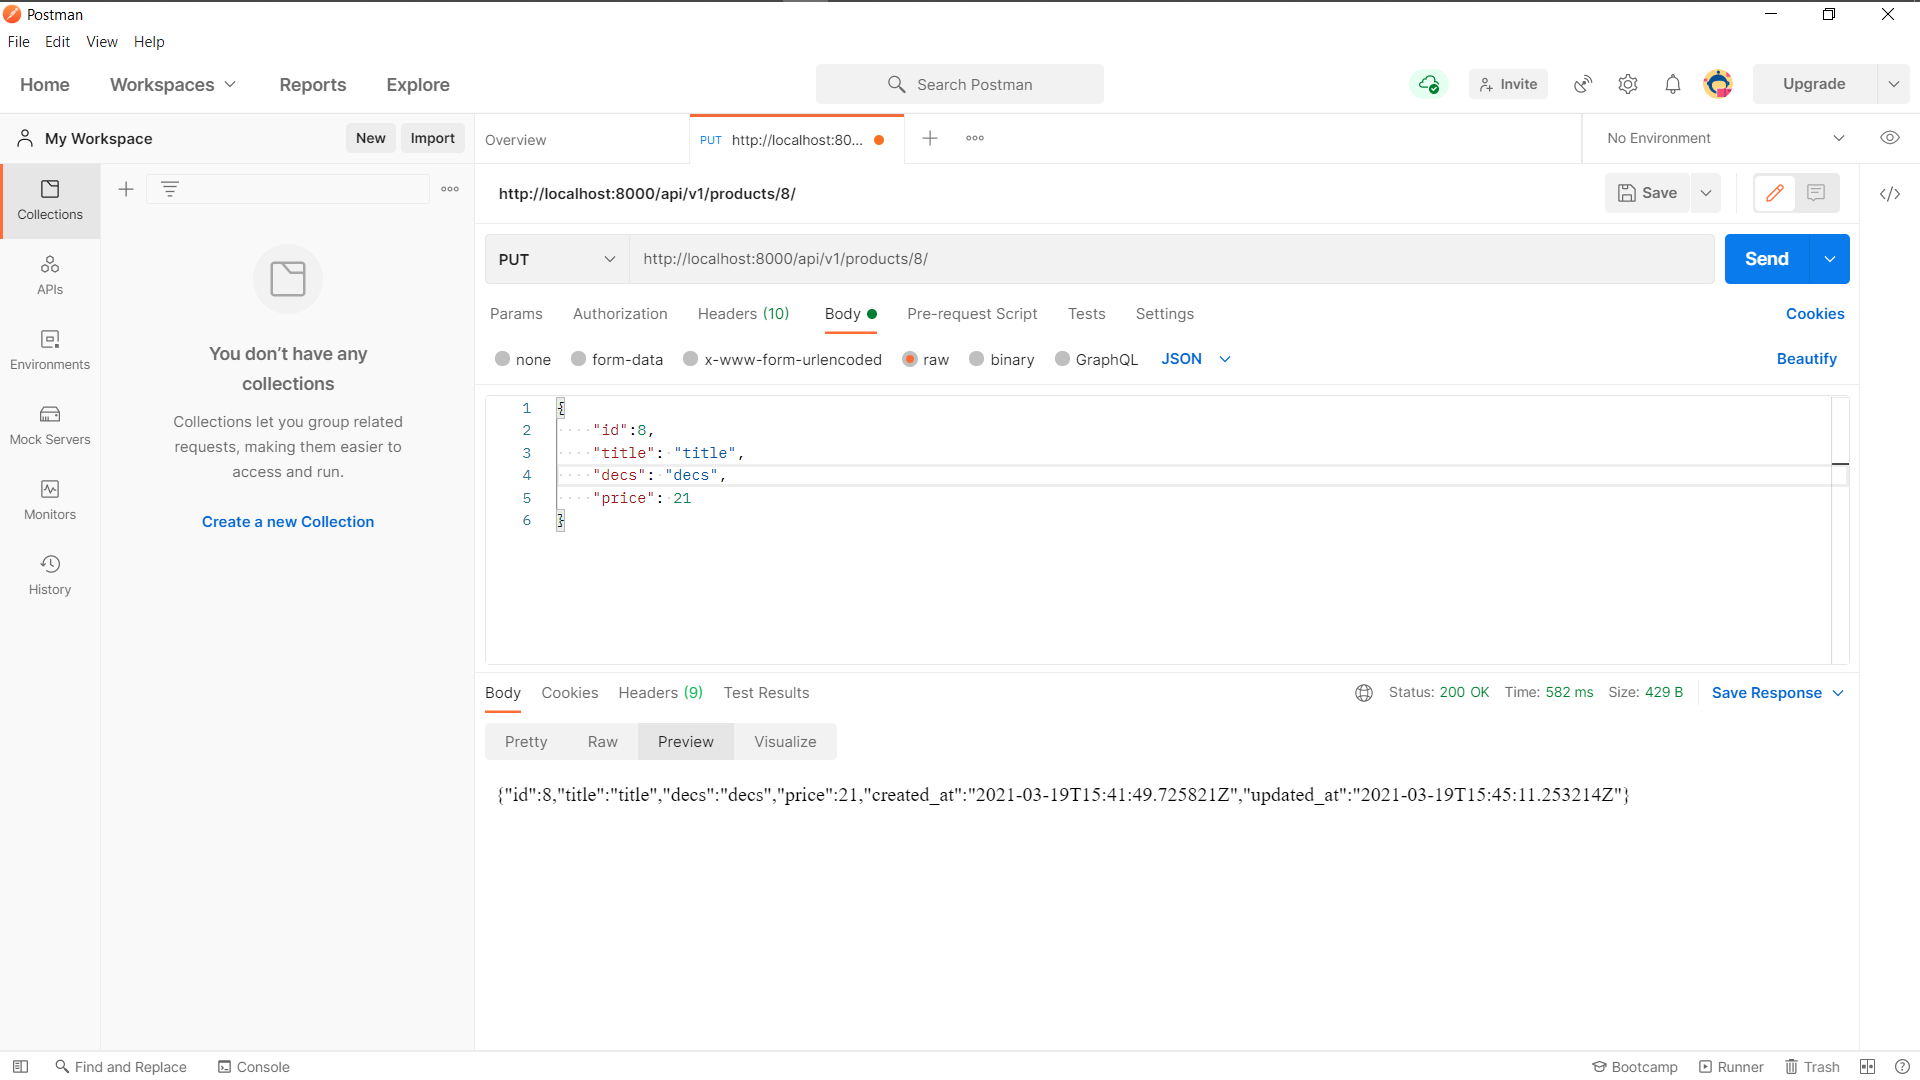 Postman
File Edit View Help
Home Workspaces Reports Explore Search Postman Invite Upgrade
My Workspace New Import Overview PUT http://localhost:80... No Environment
http://localhost:8000/api/v1/products/8/ Save
Collections
APIs
Environments
Mock Servers
Monitors
History
You don't have any
collections
Collections let you group related
requests, making them easier to
access and run.
Create a new Collection
PUT http://localhost:8000/api/v1/products/8/ Send
Params Authorization Headers (10) Body Pre-request Script Tests Settings Cookies
none form-data x-www-form-urlencoded raw binary GraphQL JSON Beautify
1 {
2 "id":8,
3 "title": "title",
4 "decs": "decs",
5 "price": 21
6 }
Body Cookies Headers (9) Test Results Status: 200 OK Time: 582 ms Size: 429 B Save Response
Pretty Raw Preview Visualize
{"id":8,"title":"title","decs":"decs","price":21,"created_at":"2021-03-19T15:41:49.725821Z","updated_at":"2021-03-19T15:45:11.253214Z"}
Find and Replace Console Bootcamp Runner Trash